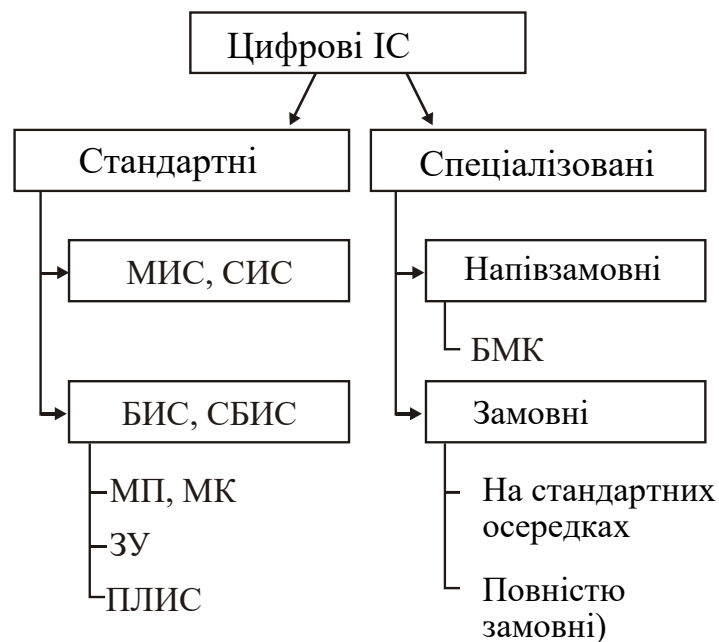 Цифрові ІС
Стандартні
Спеціалізовані
МИС, СИС
Напівзамовні
БМК
БИС, СБИС
Замовні
МП, МК
ЗУ
ПЛИС
На стандартних
осередках
Повністю
замовні)